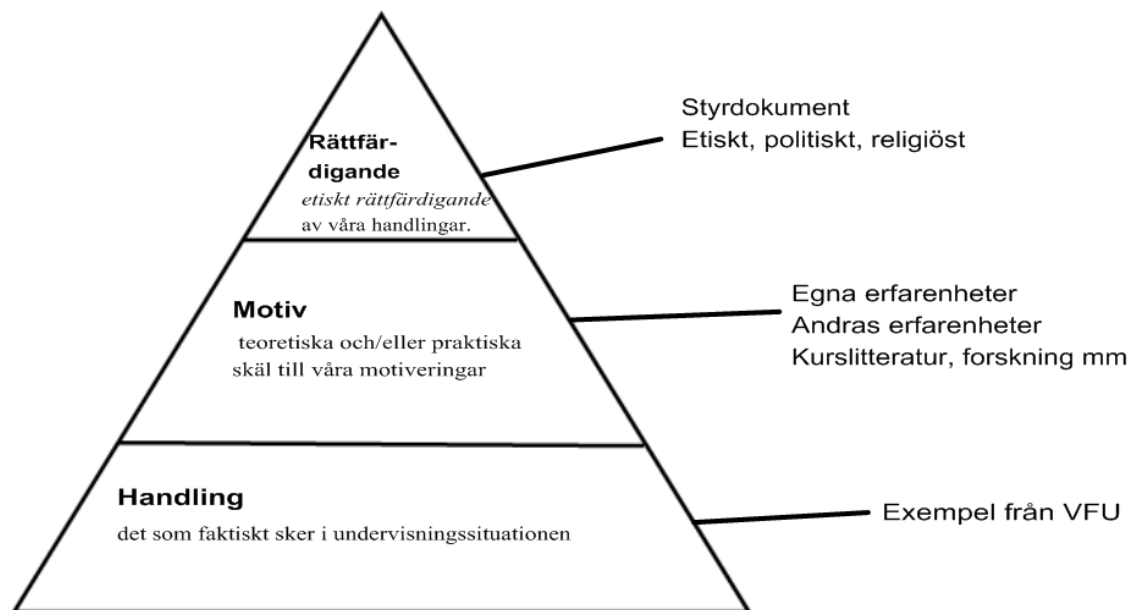 Styrdokument
Etiskt, politiskt, religiöst
Rättfär-
digande
etiskt rättfärdigande
av våra handlingar.
Egna erfarenheter
Andras erfarenheter
Kurslitteratur, forskning mm
Motiv
teoretiska och/eller praktiska
skäl till våra motiveringar
Handling
det som faktiskt sker i undervisningssituationen
Exempel från VFU